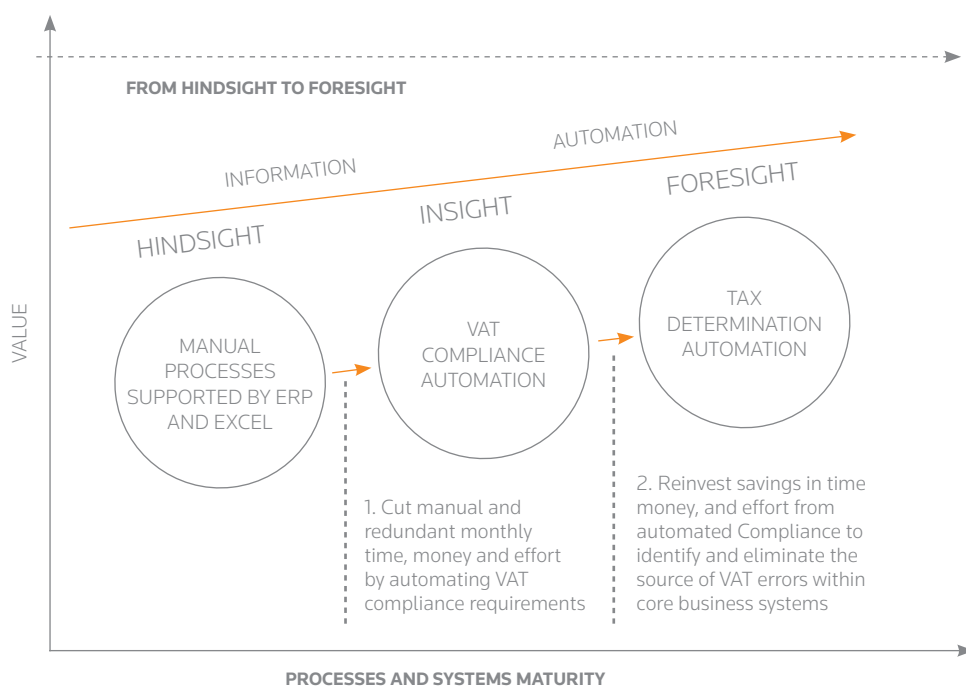 FROM HINDSIGHT TO FORESIGHT
INFORMATION
AUTOMATION
HINDSIGHT
INSIGHT
FORESIGHT
VALUE
MANUAL
PROCESSES
SUPPORTED BY ERP
AND EXCEL
VAT
COMPLIANCE
AUTOMATION
TAX
DETERMINATION
AUTOMATION
1. Cut manual and
redundant monthly
time, money and effort
by automating VAT
compliance requirements
2. Reinvest savings in time
money, and effort from
automated Compliance to
identify and eliminate the
source of VAT errors within
core business systems
PROCESSES AND SYSTEMS MATURITY